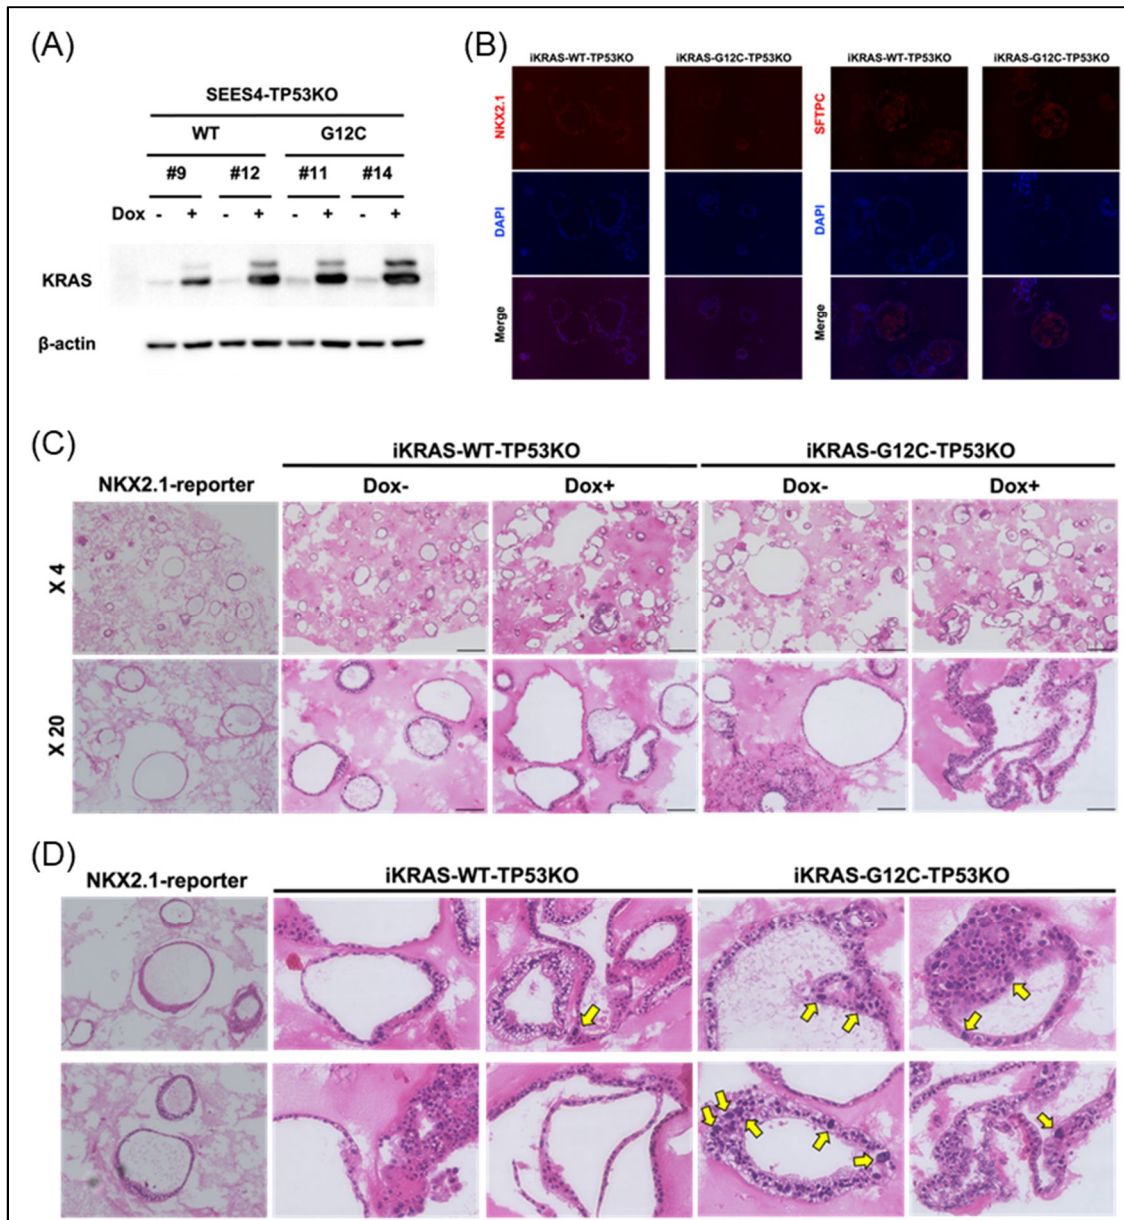 (A)
SEES4-TP53KO
WT G12C
#9 #12 #11 #14
Dox - + - + - + - +
KRAS
β-actin
(B)
iKRAS-WT-TP53KO iKRAS-G12C-TP53KO iKRAS-WT-TP53KO iKRAS-G12C-TP53KO
NKX2.1 SFTPC
DAPI DAPI
Merge Merge
(C)
iKRAS-WT-TP53KO iKRAS-G12C-TP53KO
NKX2.1-reporter Dox- Dox+ Dox- Dox+
X 4
X 20
(D)
NKX2.1-reporter iKRAS-WT-TP53KO iKRAS-G12C-TP53KO